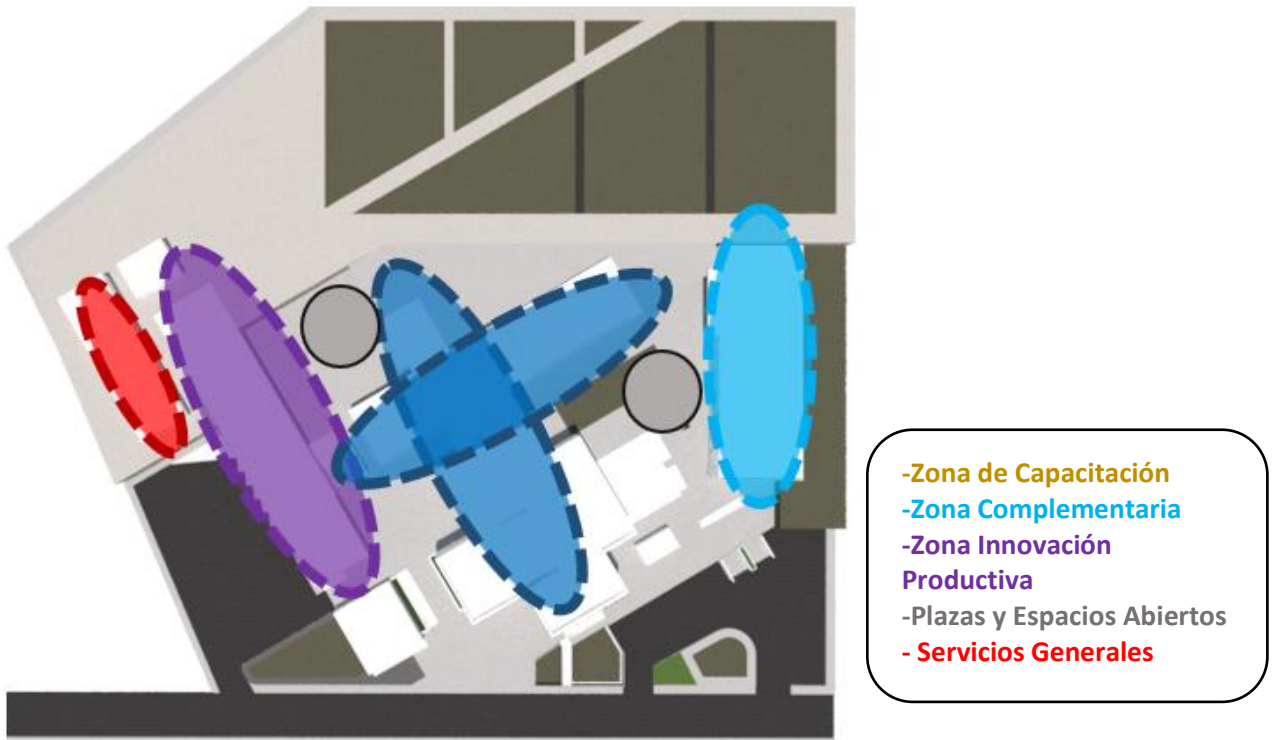 -Zona de Capacitación
-Zona Complementaria
-Zona Innovación
Productiva
-Plazas y Espacios Abiertos
- Servicios Generales